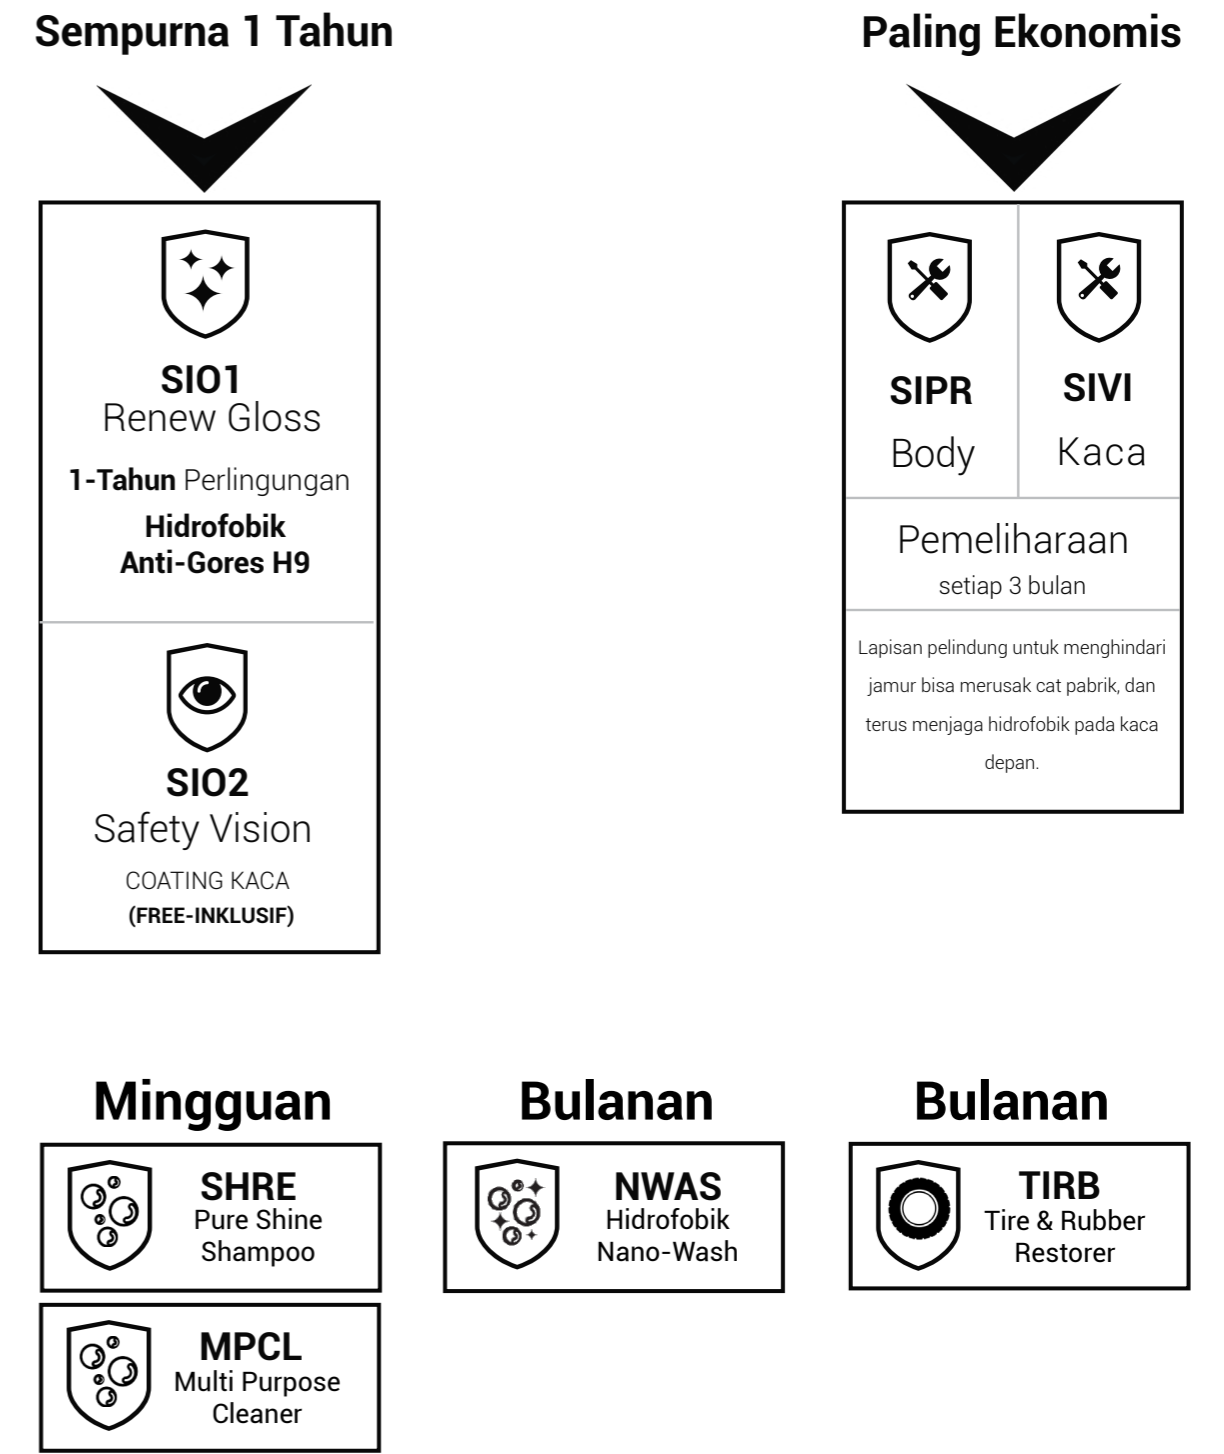 Sempurna 1 Tahun
SIO1
Renew Gloss
1-Tahun Perlingungan
Hidrofobik
Anti-Gores H9
SIO2
Safety Vision
COATING KACA
(FREE-INKLUSIF)
Paling Ekonomis
SIPR
Body
SIVI
Kaca
Pemeliharaan
setiap 3 bulan
Lapisan pelindung untuk menghindari
jamur bisa merusak cat pabrik, dan
terus menjaga hidrofobik pada kaca
depan.
Mingguan
SHRE
Pure Shine
Shampoo
MPCL
Multi Purpose
Cleaner
Bulanan
NWAS
Hidrofobik
Nano-Wash
Bulanan
TIRB
Tire & Rubber
Restorer